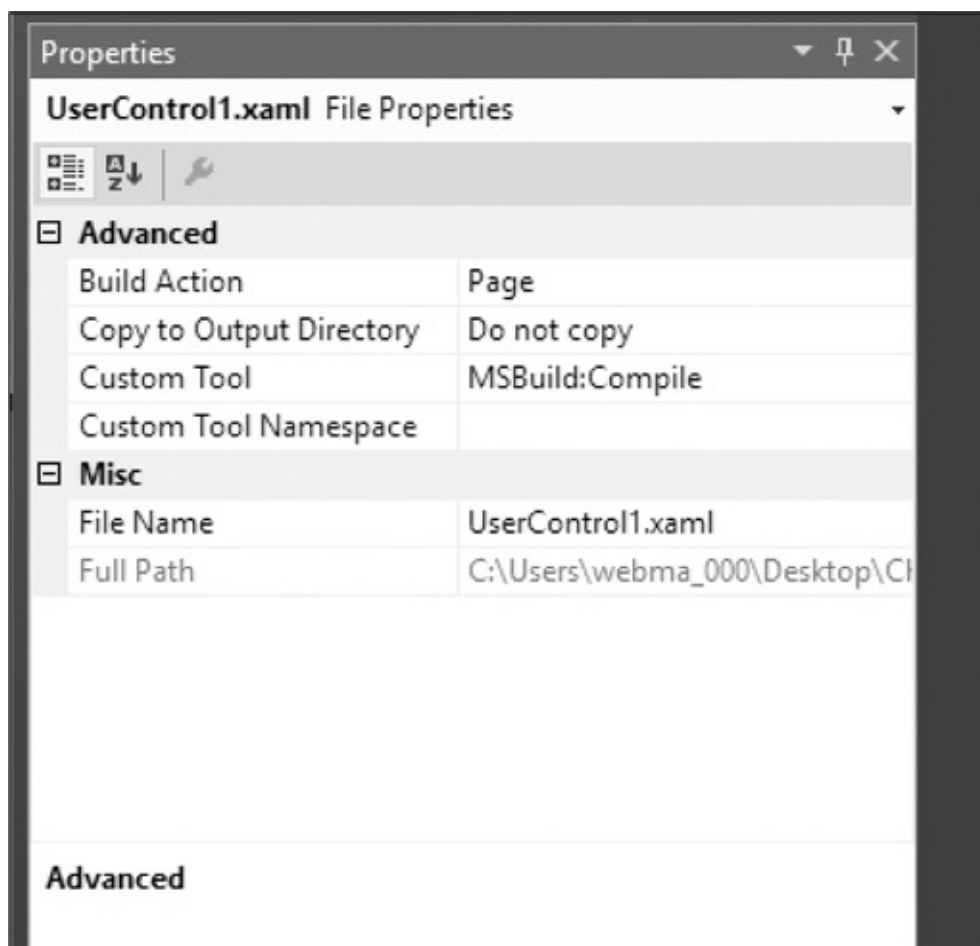 Properties
UserControl1.xaml File Properties
Advanced
Build Action Page
Copy to Output Directory Do not copy
Custom Tool MSBuild:Compile
Custom Tool Namespace
Misc
File Name UserControl1.xaml
Full Path C:\Users\webma_000\Desktop\Ch
Advanced